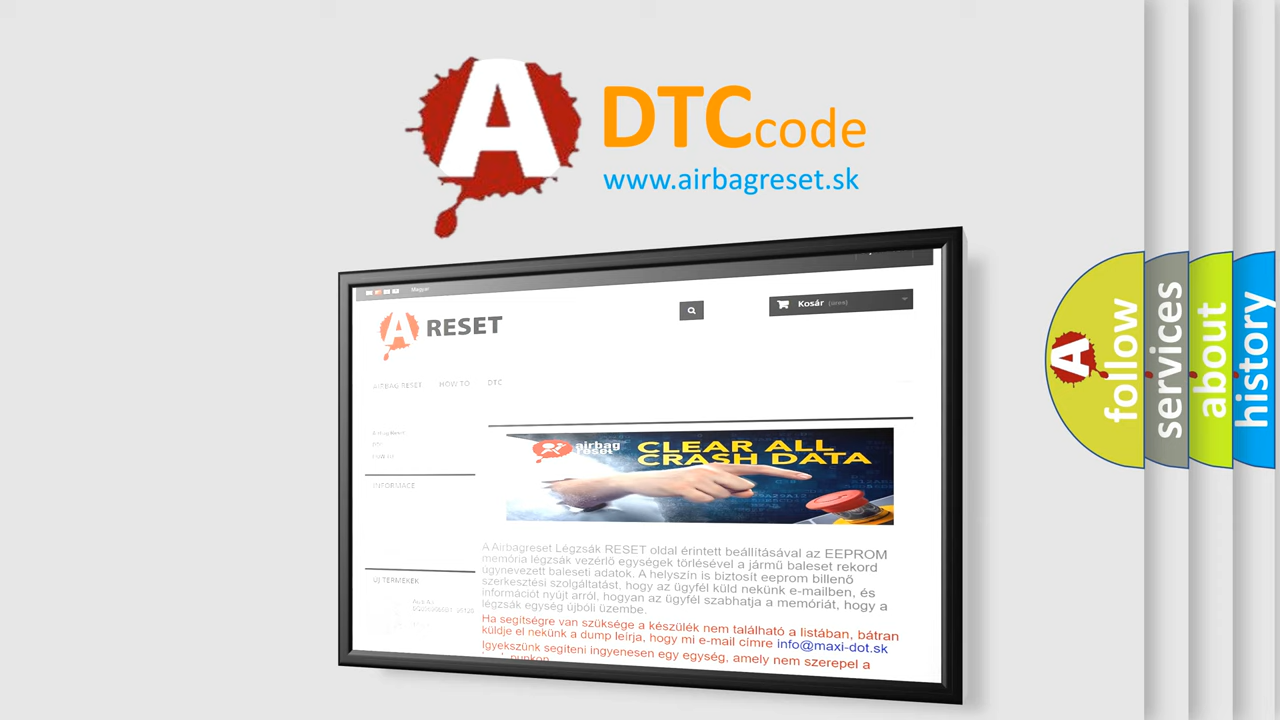 A DTCcode
www.airbagreset.sk
Magyar
A RESET
Kosár (üres)
AIRBAG RESET HOW TO DTC
INFORMACE
airbag
reset
CLEAR ALL
CRASH DATA
A Airbagreset Légzsák RESET oldal érintett beállításával az EEPROM
memória légzsák vezérlő egységek törlésével a jármű baleset rekord
úgynevezett baleseti adatok. A helyszín is biztosít eeprom billenő
szerkesztési szolgáltatást, hogy az ügyfél küld nekünk e-mailben, és
információt nyújt arról, hogyan az ügyfél szabhatja a memóriát, hogy a
légzsák egység újbóli üzembe.
Ha segítségre van szüksége a készülék nem található a listában, bátran
küldje el nekünk a dump leírja, hogy mi e-mail címre info@maxi-dot.sk
Igyekszünk segíteni ingyenesen egy egység, amely nem szerepel a
ÚJ TERMÉKEK
A follow
services
about
history